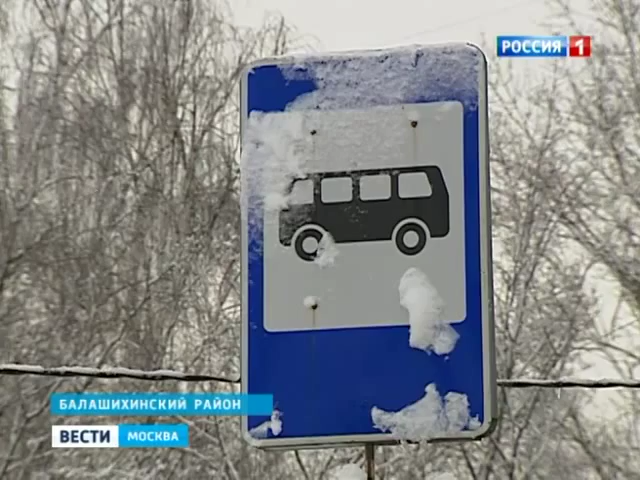 РОССИЯ 1
БАЛАШИХИНСКИЙ РАЙОН
ВЕСТИ МОСКВА